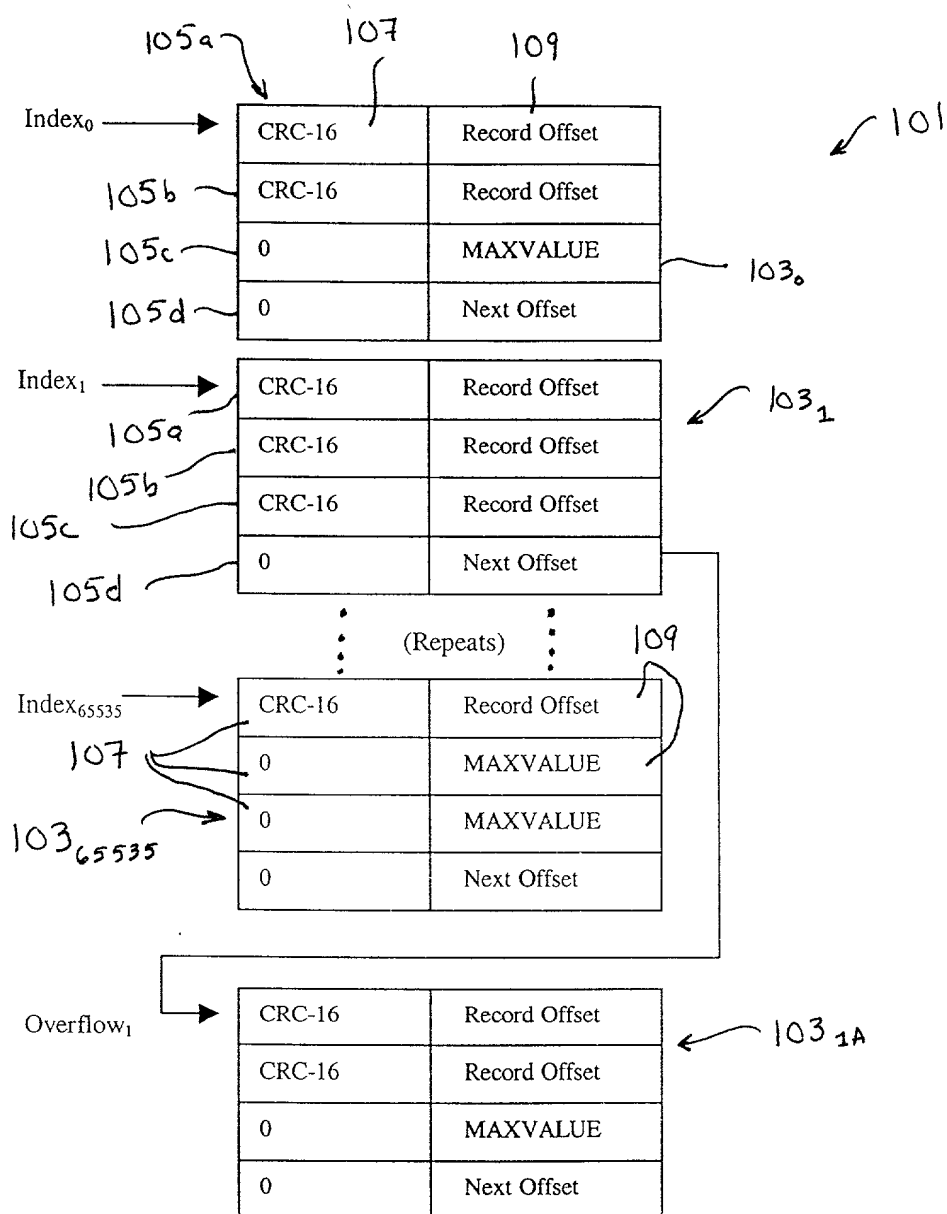 105a 107 109
Index0 CRC-16 Record Offset 101
105b CRC-16 Record Offset
105c 0 MAXVALUE 1030
105d 0 Next Offset
Index1 CRC-16 Record Offset 1031
105a
CRC-16 Record Offset
105b
CRC-16 Record Offset
105c
0 Next Offset
105d
(Repeats) 109
Index65535 CRC-16 Record Offset
107 0 MAXVALUE
0 MAXVALUE
10365535
0 Next Offset
Overflow1 CRC-16 Record Offset
1031A
CRC-16 Record Offset
0 MAXVALUE
0 Next Offset